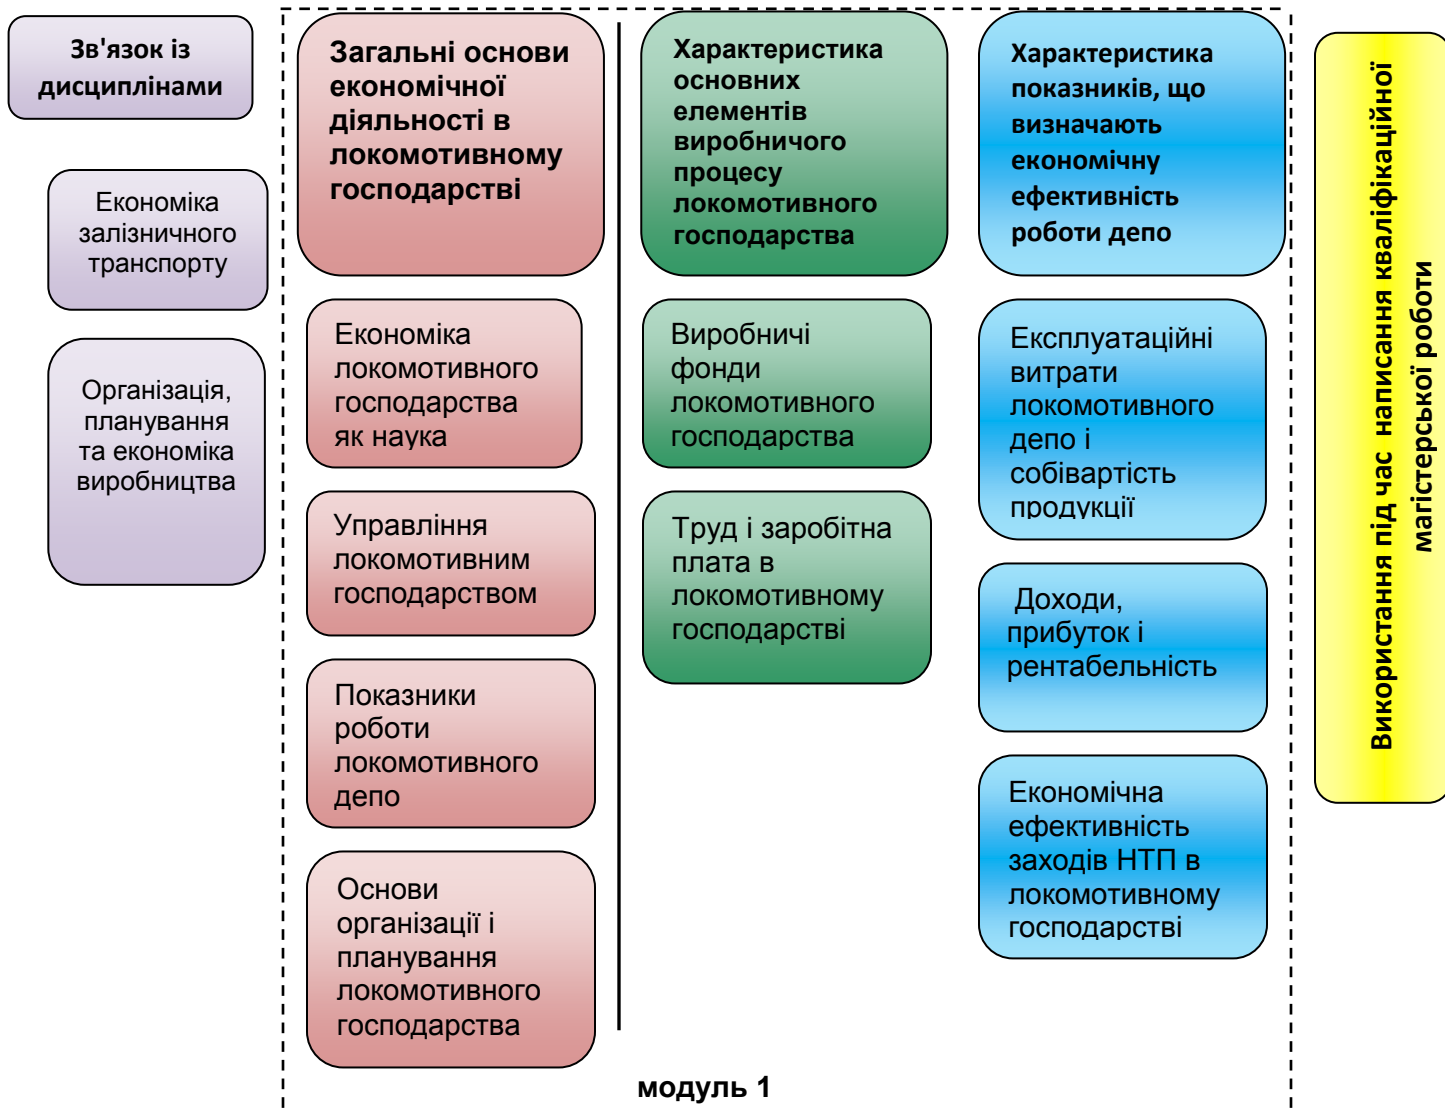 Зв'язок із
дисциплінами
Економіка
залізничного
транспорту
Організація,
планування
та економіка
виробництва
Загальні основи
економічної
діяльності в
локомотивному
господарстві
Економіка
локомотивного
господарства
як наука
Управління
локомотивним
господарством
Показники
роботи
локомотивного
депо
Основи
організації і
планування
локомотивного
господарства
Характеристика
основних
елементів
виробничого
процесу
локомотивного
господарства
Виробничі
фонди
локомотивного
господарства
Труд і заробітна
плата в
локомотивному
господарстві
Характеристика
показників, що
визначають
економічну
ефективність
роботи депо
Експлуатаційні
витрати
локомотивного
депо і
собівартість
продукції
Доходи,
прибуток і
рентабельність
Економічна
ефективність
заходів НТП в
локомотивному
господарстві
Використання під час написання кваліфікаційної
магістерської роботи
модуль 1